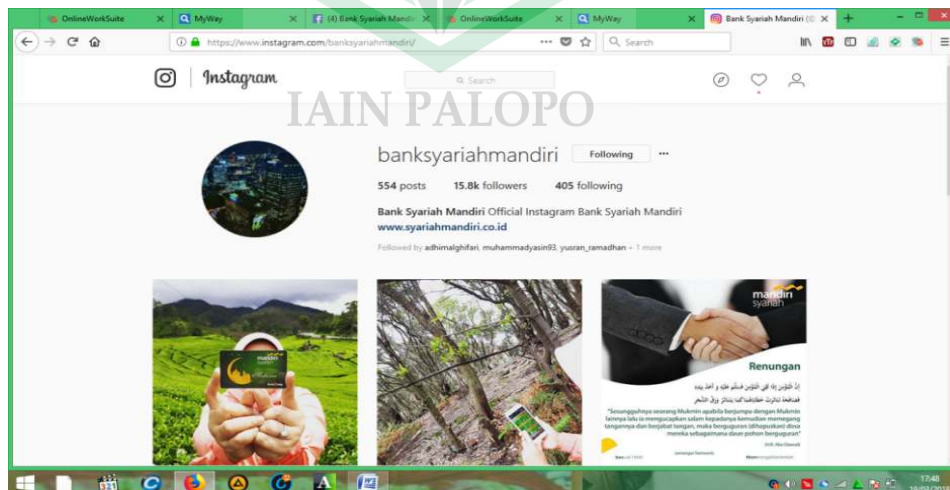 OnlineWorkSuite
MyWay
(4) Bank Syariah Mandiri
OnlineWorkSuite
MyWay
Bank Syariah Mandiri (@
https://www.instagram.com/banksyariahmandiri/
Search
Instagram
Search
IAIN PALOPO
banksyariahmandiri
Following
554 posts 15.8k followers 405 following
Bank Syariah Mandiri Official Instagram Bank Syariah Mandiri
www.syariahmandiri.co.id
Followed by adhimalghifari, muhammadyasin93, yusran_ramadhan + 1 more
mandiri
syariah
mandiri
Renungan
"Sesungguhnya seorang Mukmin apabila berjumpa dengan Mukmin
lainnya lalu ia mengucapkan salam kepadanya kemudian memegang
tangannya dan berjabat tangan, maka berguguran (dihapuskan) dosa
mereka sebagaimana daun pohon berguguran"
321
17:48